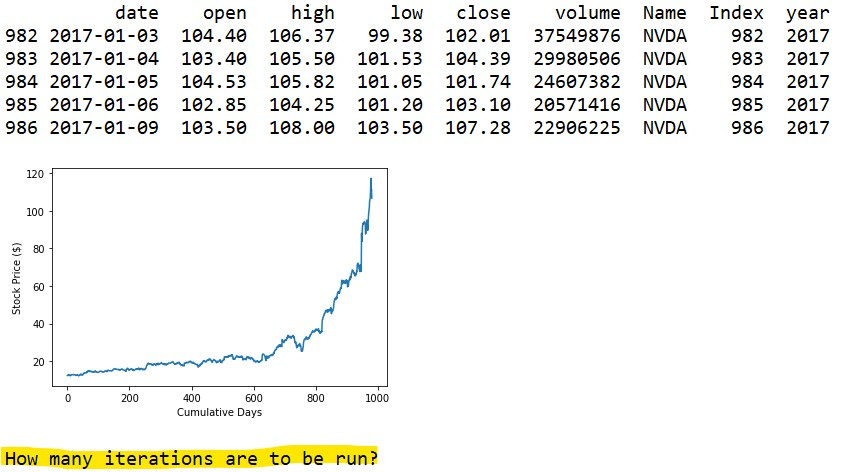 date open high low close volume Name Index year
982 2017-01-03 104.40 106.37 99.38 102.01 37549876 NVDA 982 2017
983 2017-01-04 103.40 105.50 101.53 104.39 29980506 NVDA 983 2017
984 2017-01-05 104.53 105.82 101.05 101.74 24607382 NVDA 984 2017
985 2017-01-06 102.85 104.25 101.20 103.10 20571416 NVDA 985 2017
986 2017-01-09 103.50 108.00 103.50 107.28 22906225 NVDA 986 2017
120
100
80
60
40
20
Stock Price ($)
0 200 400 600 800 1000
Cumulative Days
How many iterations are to be run?